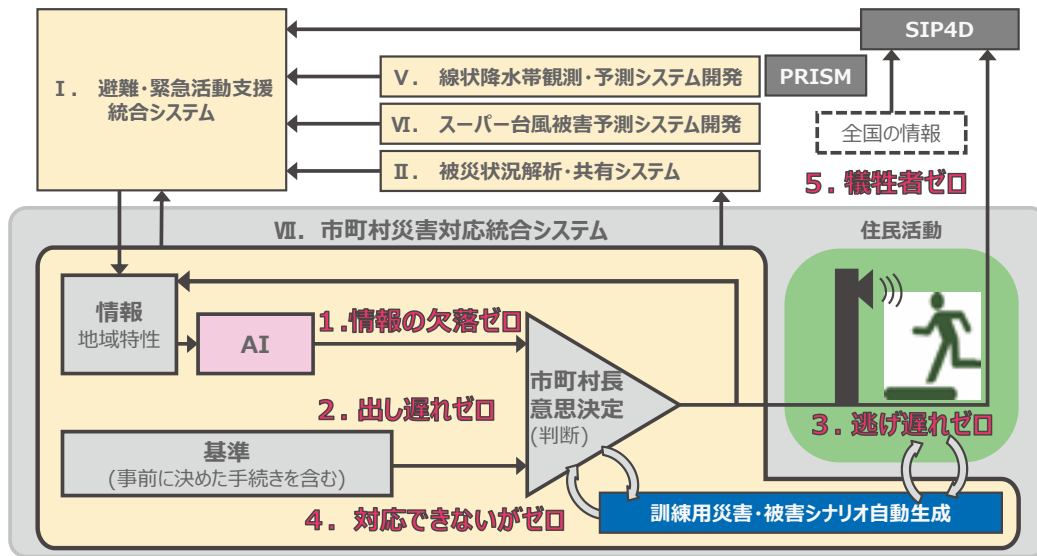 SIP4D
Ⅰ. 避難・緊急活動支援
統合システム
Ⅴ. 線状降水帯観測・予測システム開発
PRISM
Ⅵ. スーパー台風被害予測システム開発
全国の情報
Ⅱ. 被災状況解析・共有システム
5. 犠牲者ゼロ
Ⅶ. 市町村災害対応統合システム
住民活動
情報
地域特性
AI
1.情報の欠落ゼロ
市町村長
意思決定
(判断)
2. 出し遅れゼロ
3. 逃げ遅れゼロ
基準
(事前に決めた手続きを含む)
4. 対応できないがゼロ
訓練用災害・被害シナリオ自動生成